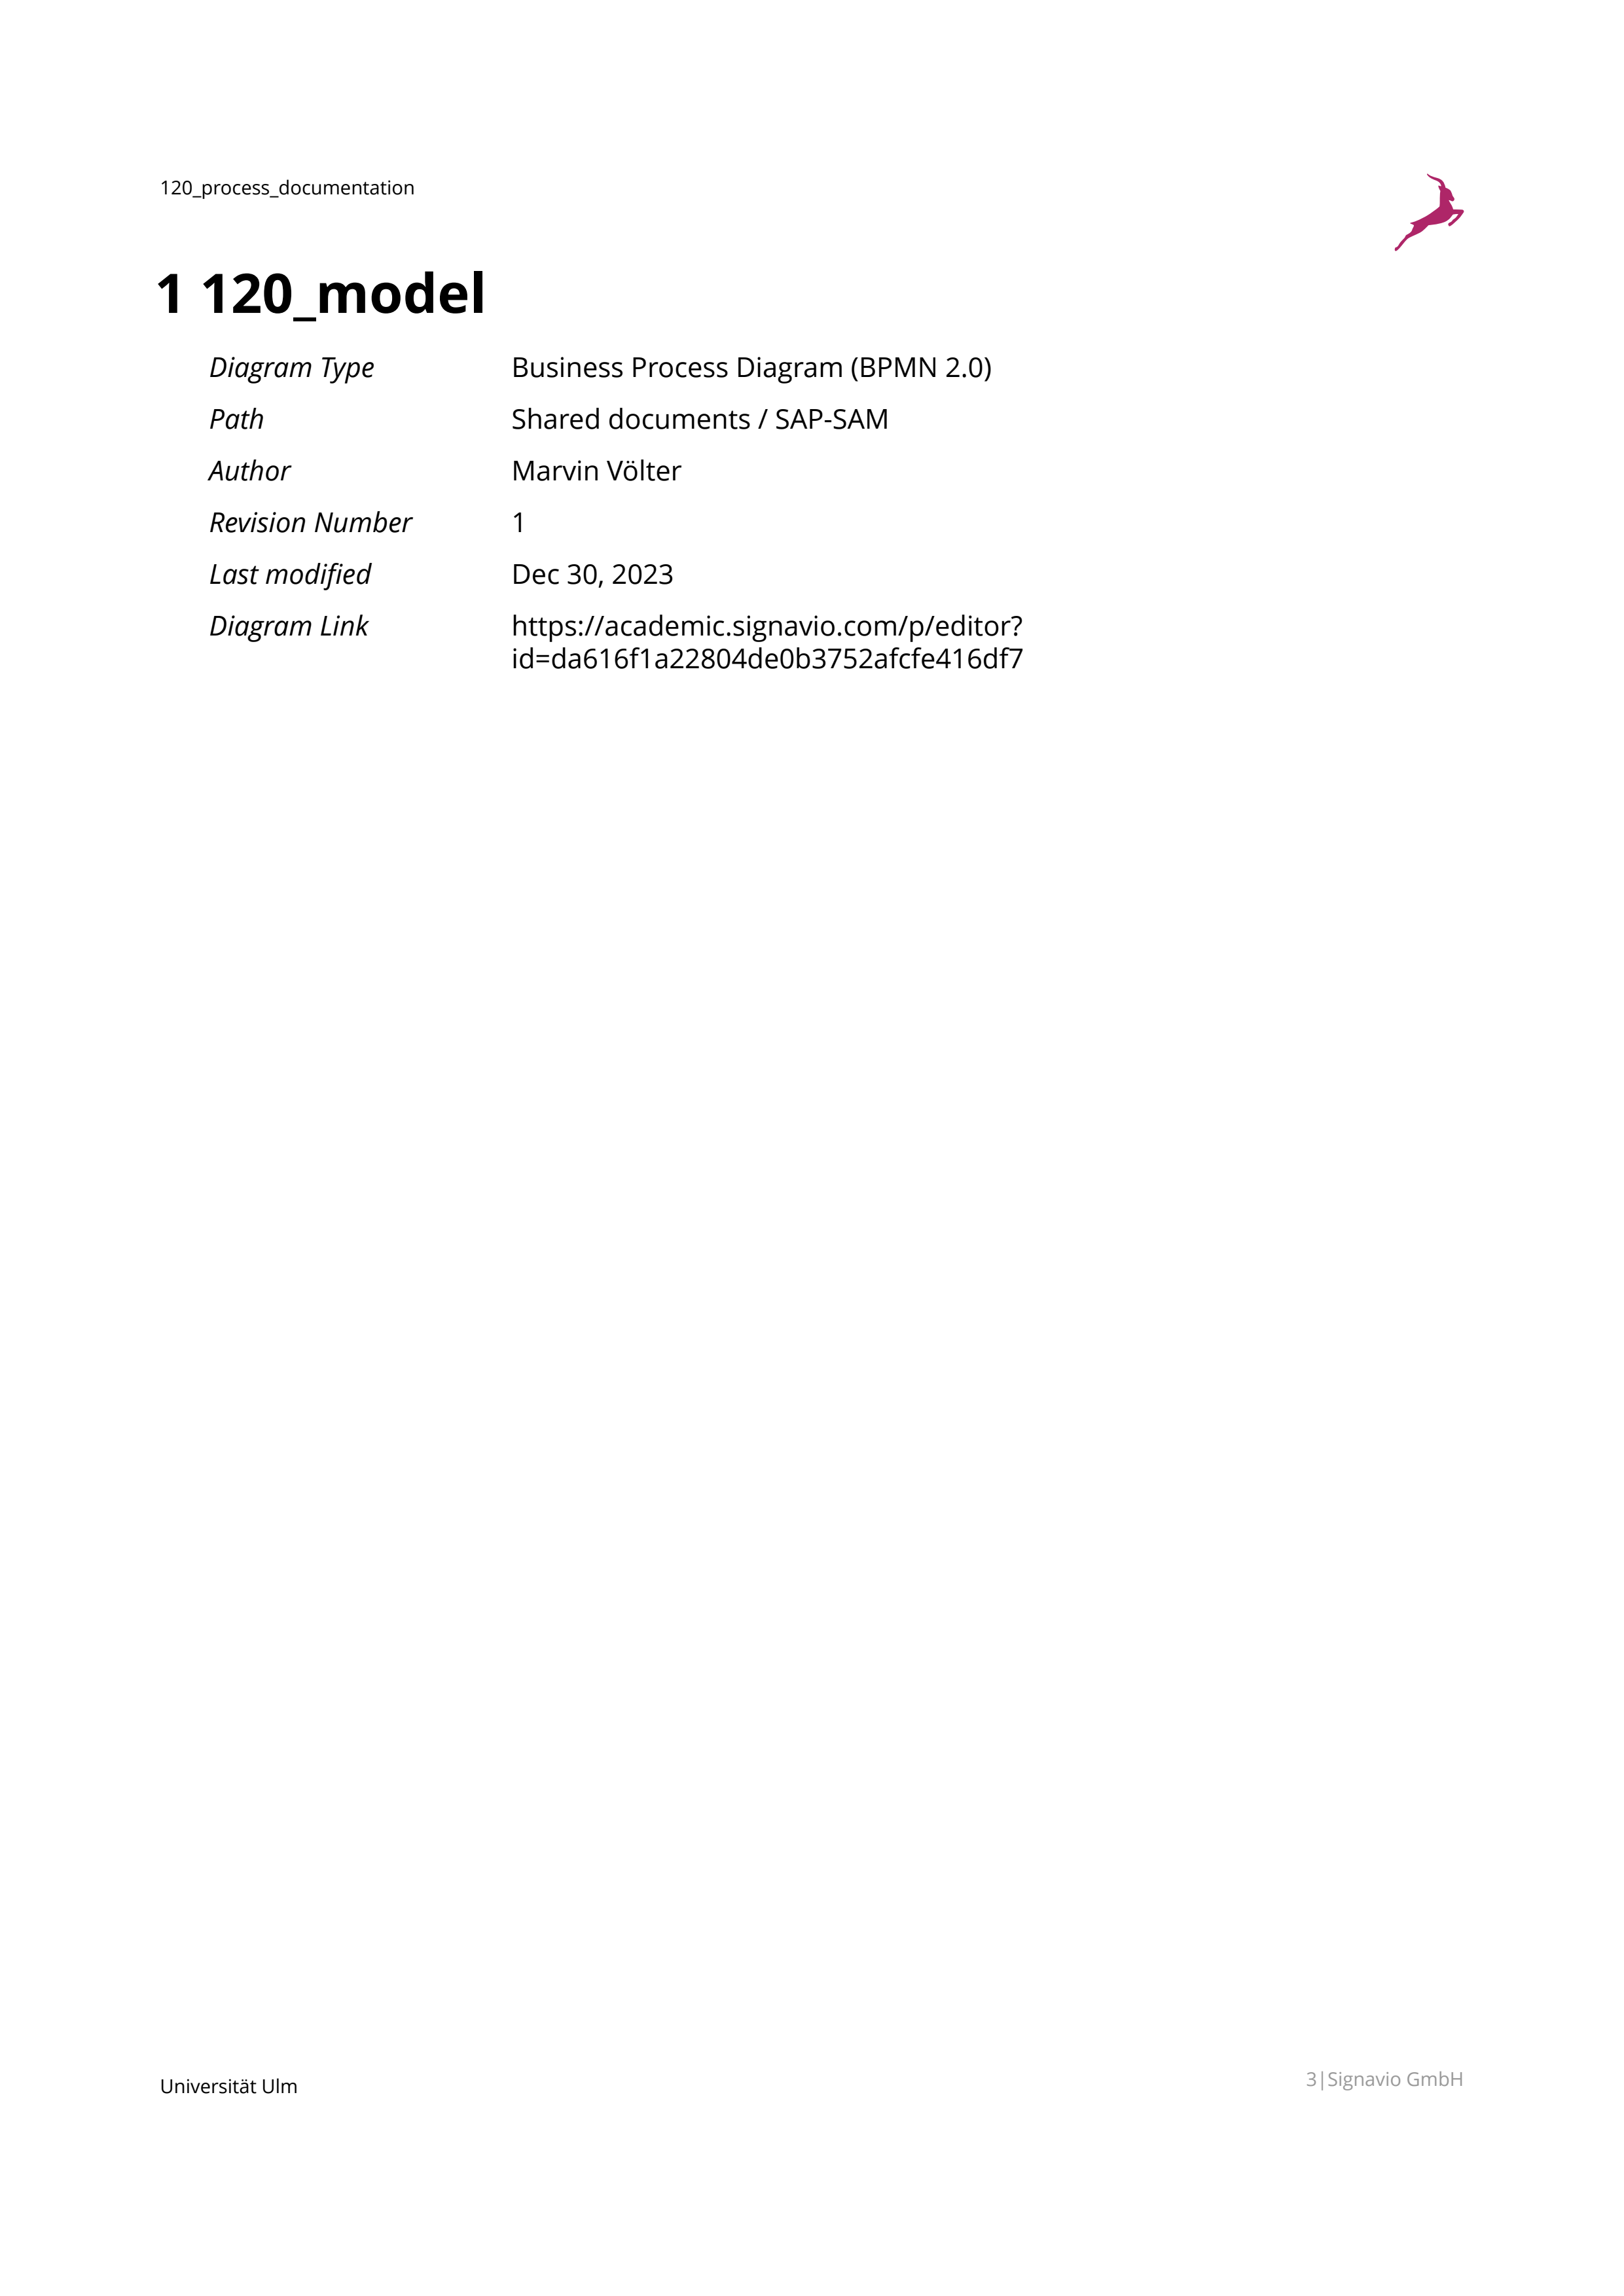 120_process_documentation
1 120_model
Diagram Type Business Process Diagram (BPMN 2.0)
Path Shared documents / SAP-SAM
Author Marvin Völter
Revision Number 1
Last modified Dec 30, 2023
Diagram Link https://academic.signavio.com/p/editor?
id=da616f1a22804de0b3752afcfe416df7
Universität Ulm
3|Signavio GmbH